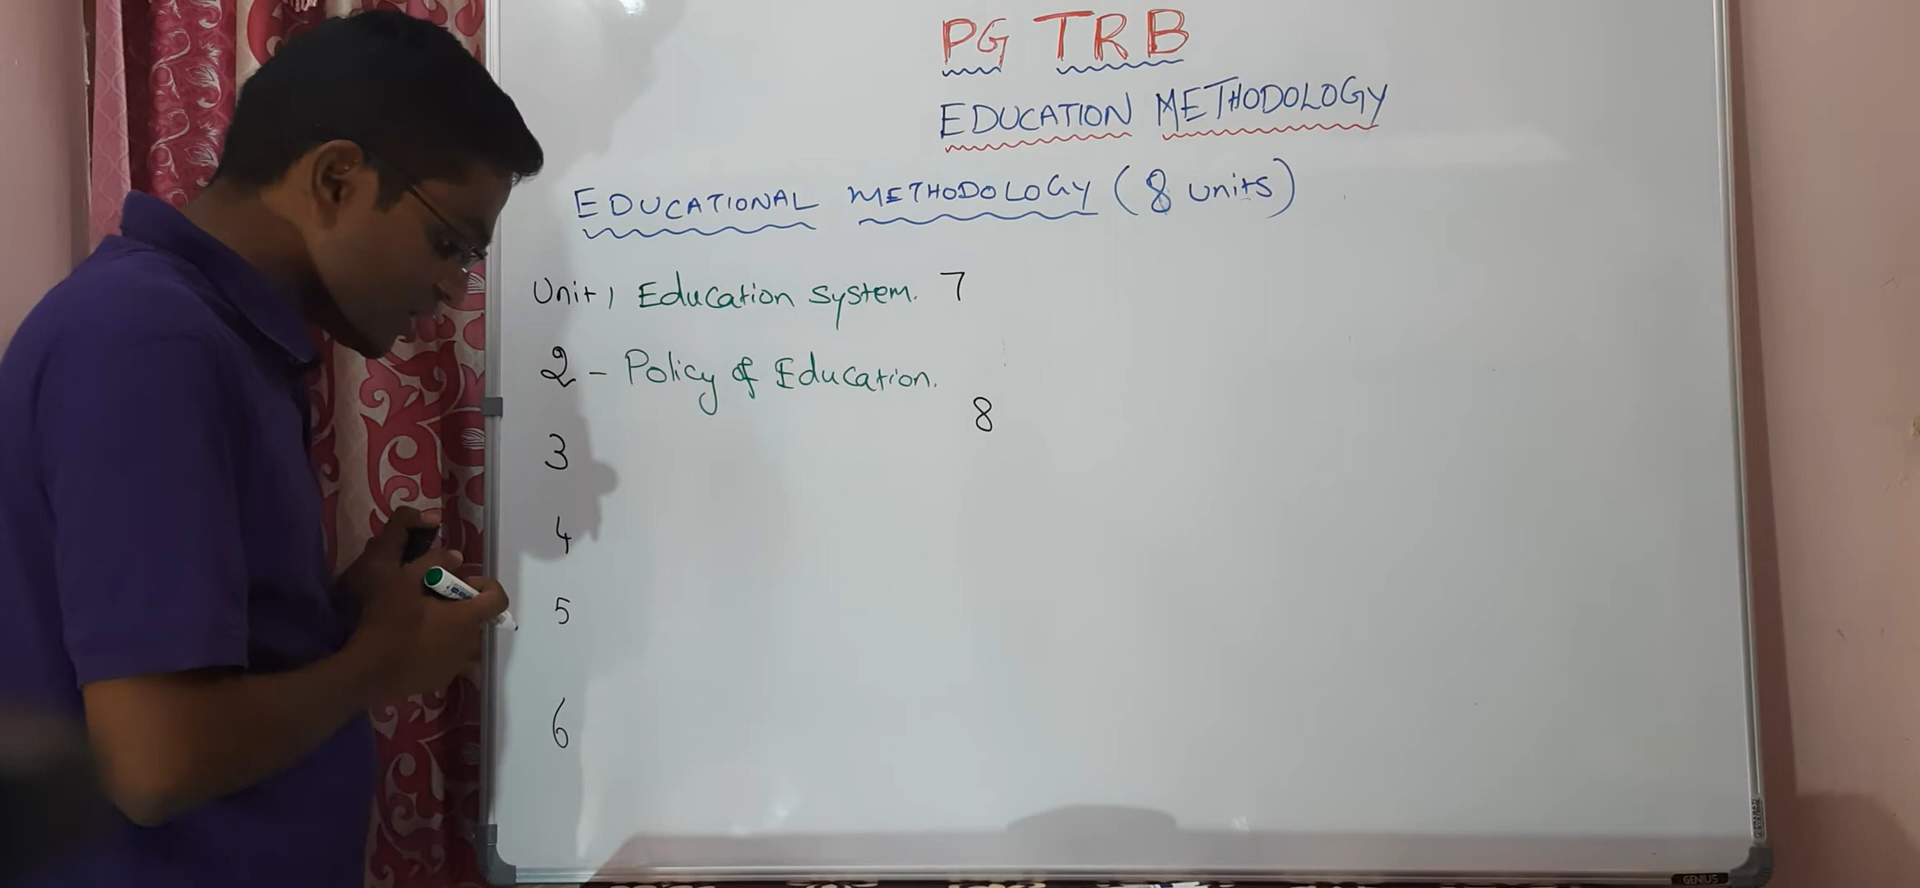 PG TRB
EDUCATION METHODOLOGY
EDUCATIONAL METHODOLOGY (8 units)
Unit 1 Education system. 7
2 - Policy of Education.
8
3
4
5
6
GENIUS